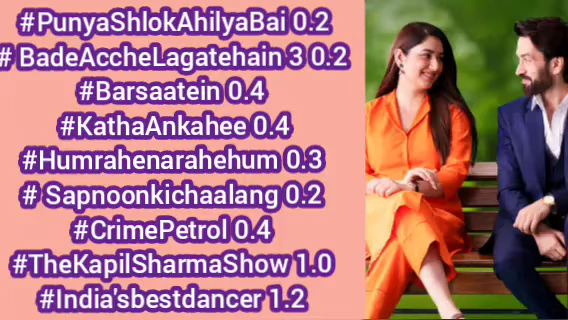 #PunyaShlokAhilyaBai 0.2
# BadeAccheLagatehain 3 0.2
#Barsaatein 0.4
#KathaAnkahee 0.4
#Humrahenarahehum 0.3
# Sapnoonkichaalang 0.2
#CrimePetrol 0.4
#TheKapilSharmaShow 1.0
#India'sbestdancer 1.2